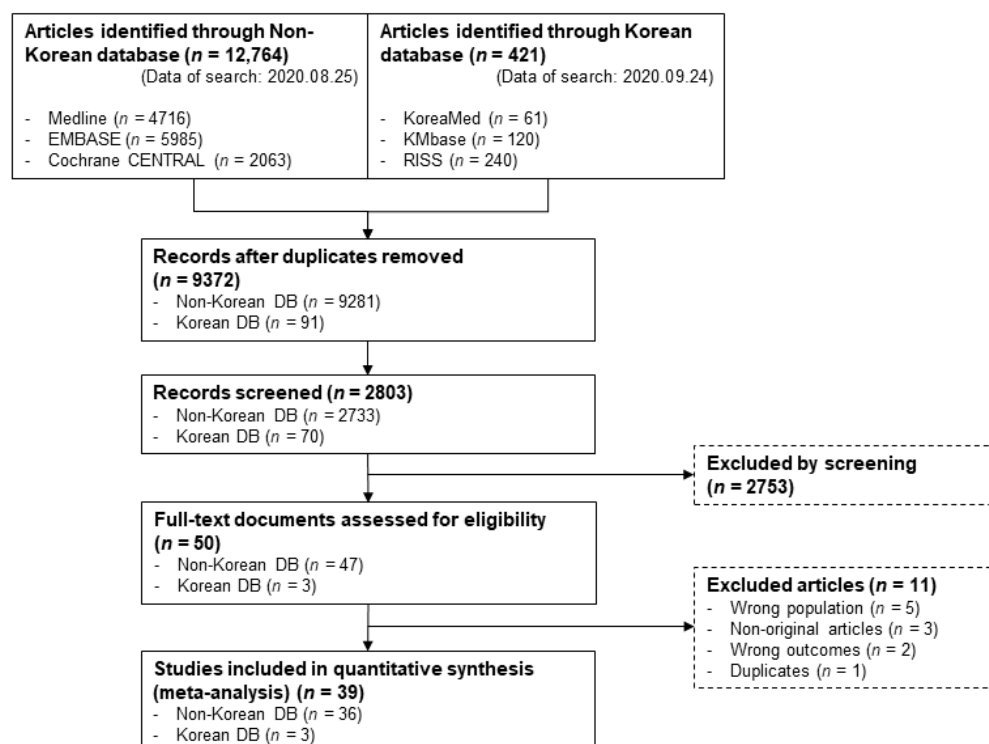 Articles identified through Non-
Korean database (n = 12,764)
(Data of search: 2020.08.25)
- Medline (n = 4716)
- EMBASE (n = 5985)
- Cochrane CENTRAL (n = 2063)
Articles identified through Korean
database (n = 421)
(Data of search: 2020.09.24)
- KoreaMed (n = 61)
- KMbase (n = 120)
- RISS (n = 240)
Records after duplicates removed
(n = 9372)
- Non-Korean DB (n = 9281)
- Korean DB (n = 91)
Records screened (n = 2803)
- Non-Korean DB (n = 2733)
- Korean DB (n = 70)
Excluded by screening
(n = 2753)
Full-text documents assessed for eligibility
(n = 50)
- Non-Korean DB (n = 47)
- Korean DB (n = 3)
Excluded articles (n = 11)
- Wrong population (n = 5)
- Non-original articles (n = 3)
- Wrong outcomes (n = 2)
- Duplicates (n = 1)
Studies included in quantitative synthesis
(meta-analysis) (n = 39)
- Non-Korean DB (n = 36)
- Korean DB (n = 3)